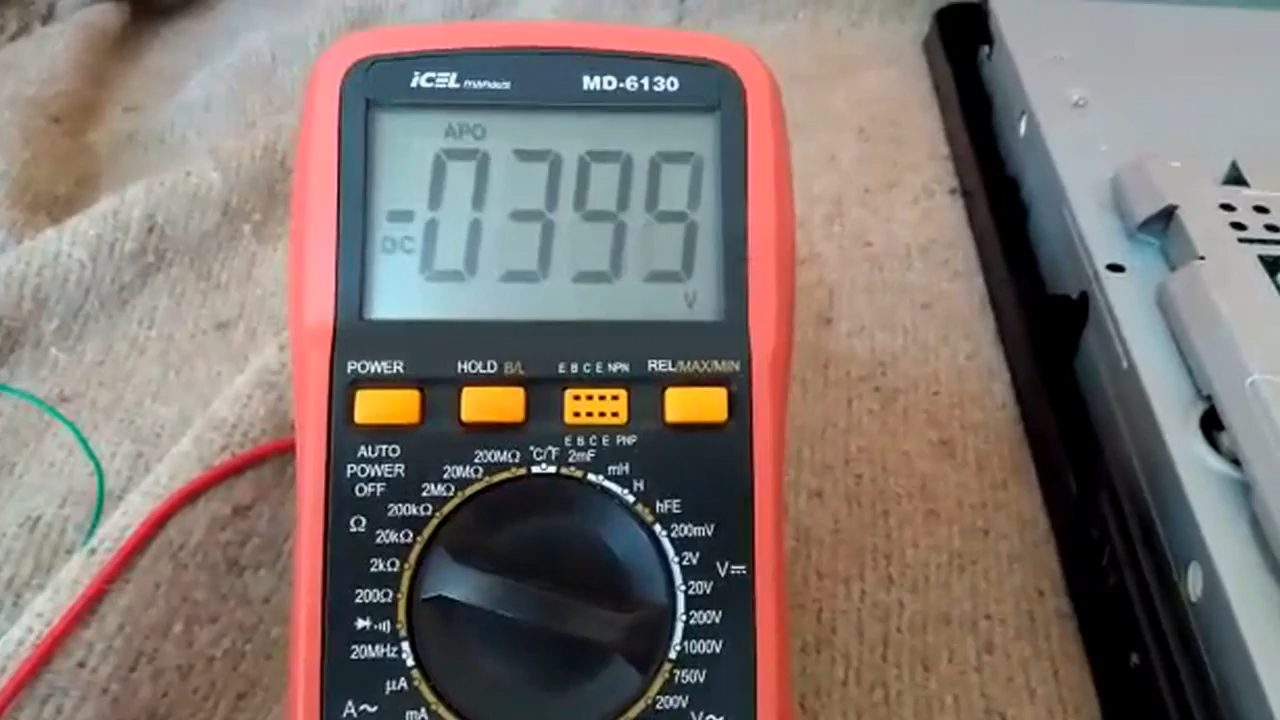 iCEL manaus MD-6130
APO
-0399
DC
V
POWER HOLD B/L E B C E NPN REL/MAX/MIN
E B C E PNP
AUTO
POWER
OFF
200MΩ °C/°F 2mF
20MΩ mH
2MΩ H
200kΩ hFE
Ω 20kΩ 200mV
2kΩ 2V V
200Ω 20V
200V
20MHz 1000V
µA 750V
A~ mA 200V V~